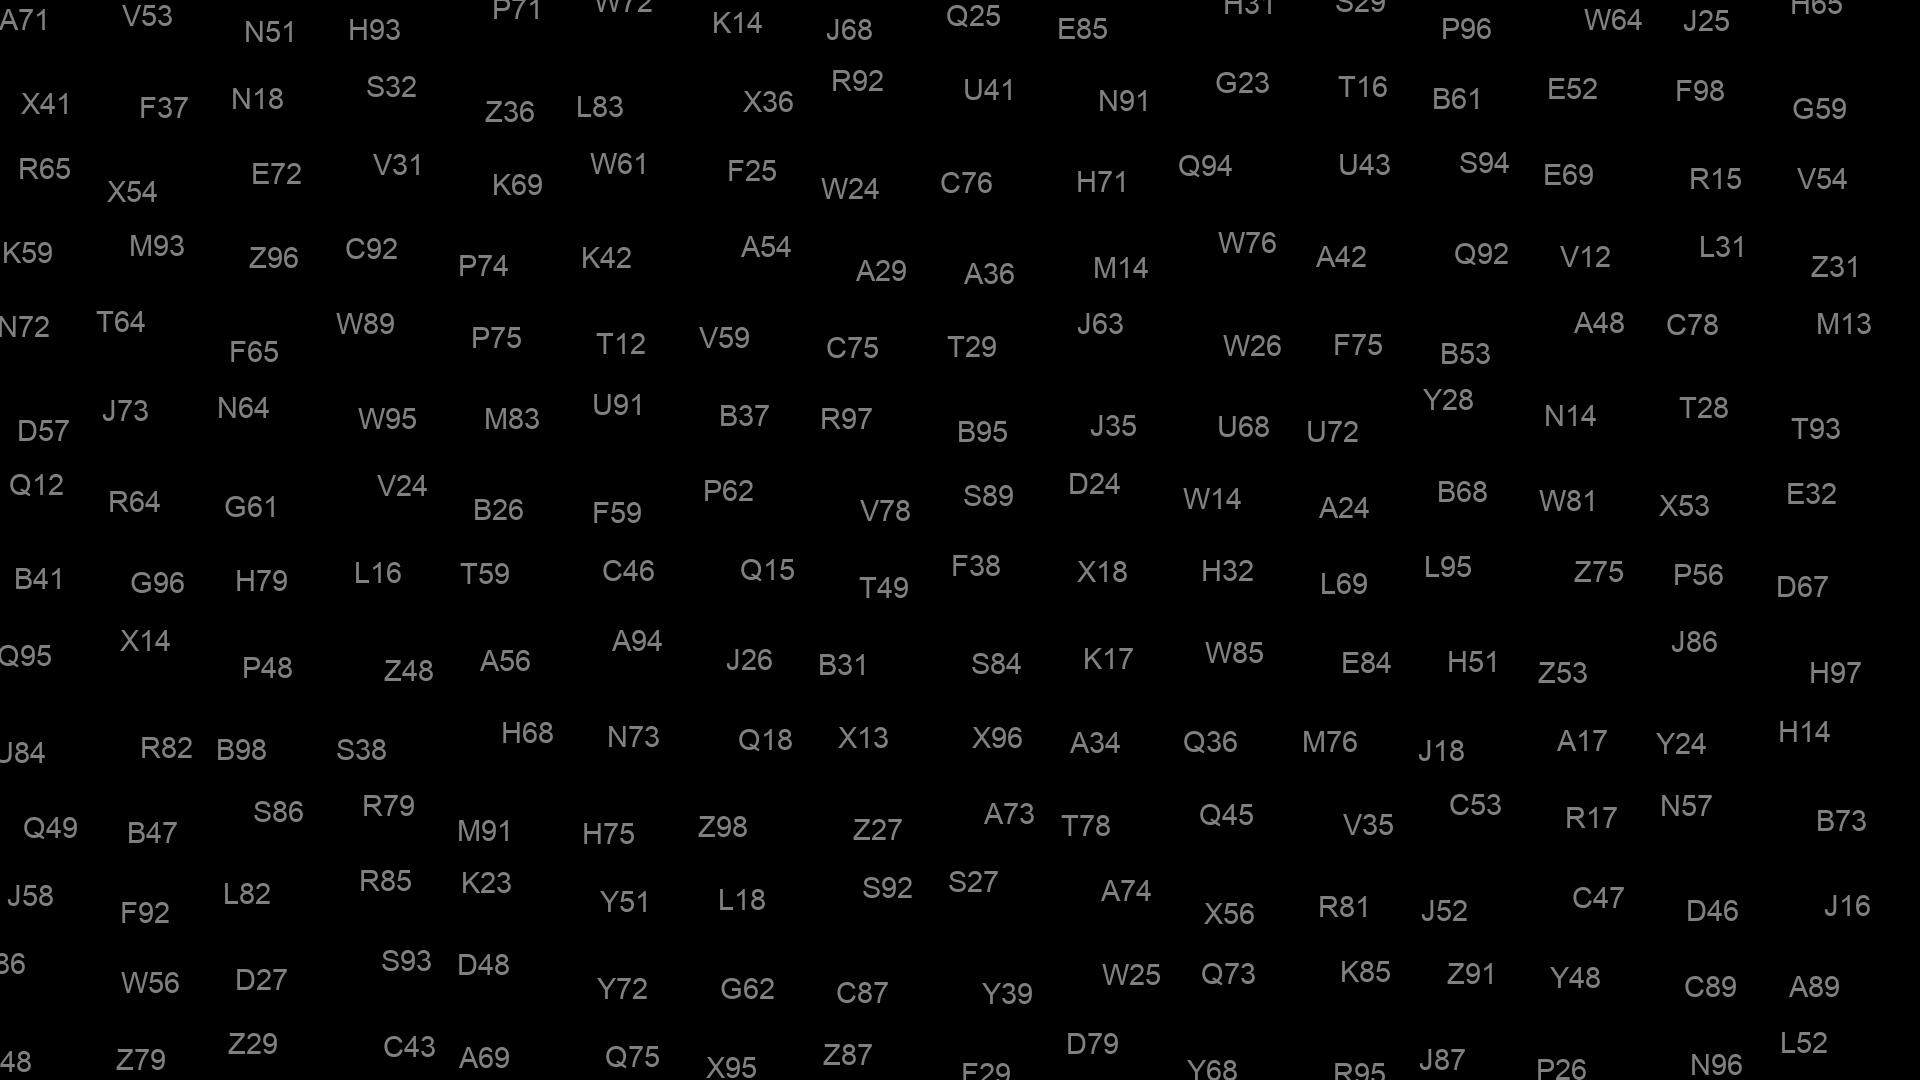 A71 V53 N51 H93 P71 W72 K14 J68 Q25 E85 H31 S29 P96 W64 J25 H65
X41 F37 N18 S32 Z36 L83 X36 R92 U41 N91 G23 T16 B61 E52 F98 G59
R65 X54 E72 V31 K69 W61 F25 W24 C76 H71 Q94 U43 S94 E69 R15 V54
K59 M93 Z96 C92 P74 K42 A54 A29 A36 M14 W76 A42 Q92 V12 L31 Z31
N72 T64 F65 W89 P75 T12 V59 C75 T29 J63 W26 F75 B53 A48 C78 M13
D57 J73 N64 W95 M83 U91 B37 R97 B95 J35 U68 U72 Y28 N14 T28 T93
Q12 R64 G61 V24 B26 F59 P62 V78 S89 D24 W14 A24 B68 W81 X53 E32
B41 G96 H79 L16 T59 C46 Q15 T49 F38 X18 H32 L69 L95 Z75 P56 D67
Q95 X14 P48 Z48 A56 A94 J26 B31 S84 K17 W85 E84 H51 Z53 J86 H97
U84 R82 B98 S38 H68 N73 Q18 X13 X96 A34 Q36 M76 J18 A17 Y24 H14
Q49 B47 S86 R79 M91 H75 Z98 Z27 A73 T78 Q45 V35 C53 R17 N57 B73
J58 F92 L82 R85 K23 Y51 L18 S92 S27 A74 X56 R81 J52 C47 D46 J16
W56 D27 S93 D48 Y72 G62 C87 Y39 W25 Q73 K85 Z91 Y48 C89 A89
48 Z79 Z29 C43 A69 Q75 X95 Z87 D79 Y68 R95 J87 P26 N96 L52